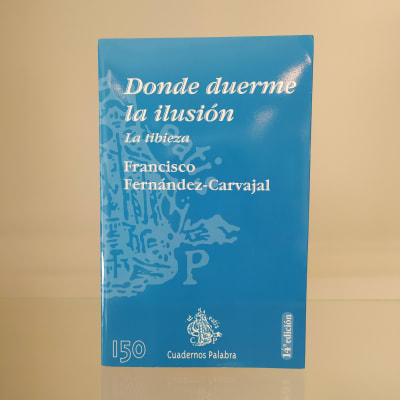 Donde duerme
la ilusión
La tibieza
Francisco
Fernández-Carvajal
P
150
Cuadernos Palabra
14ª edición